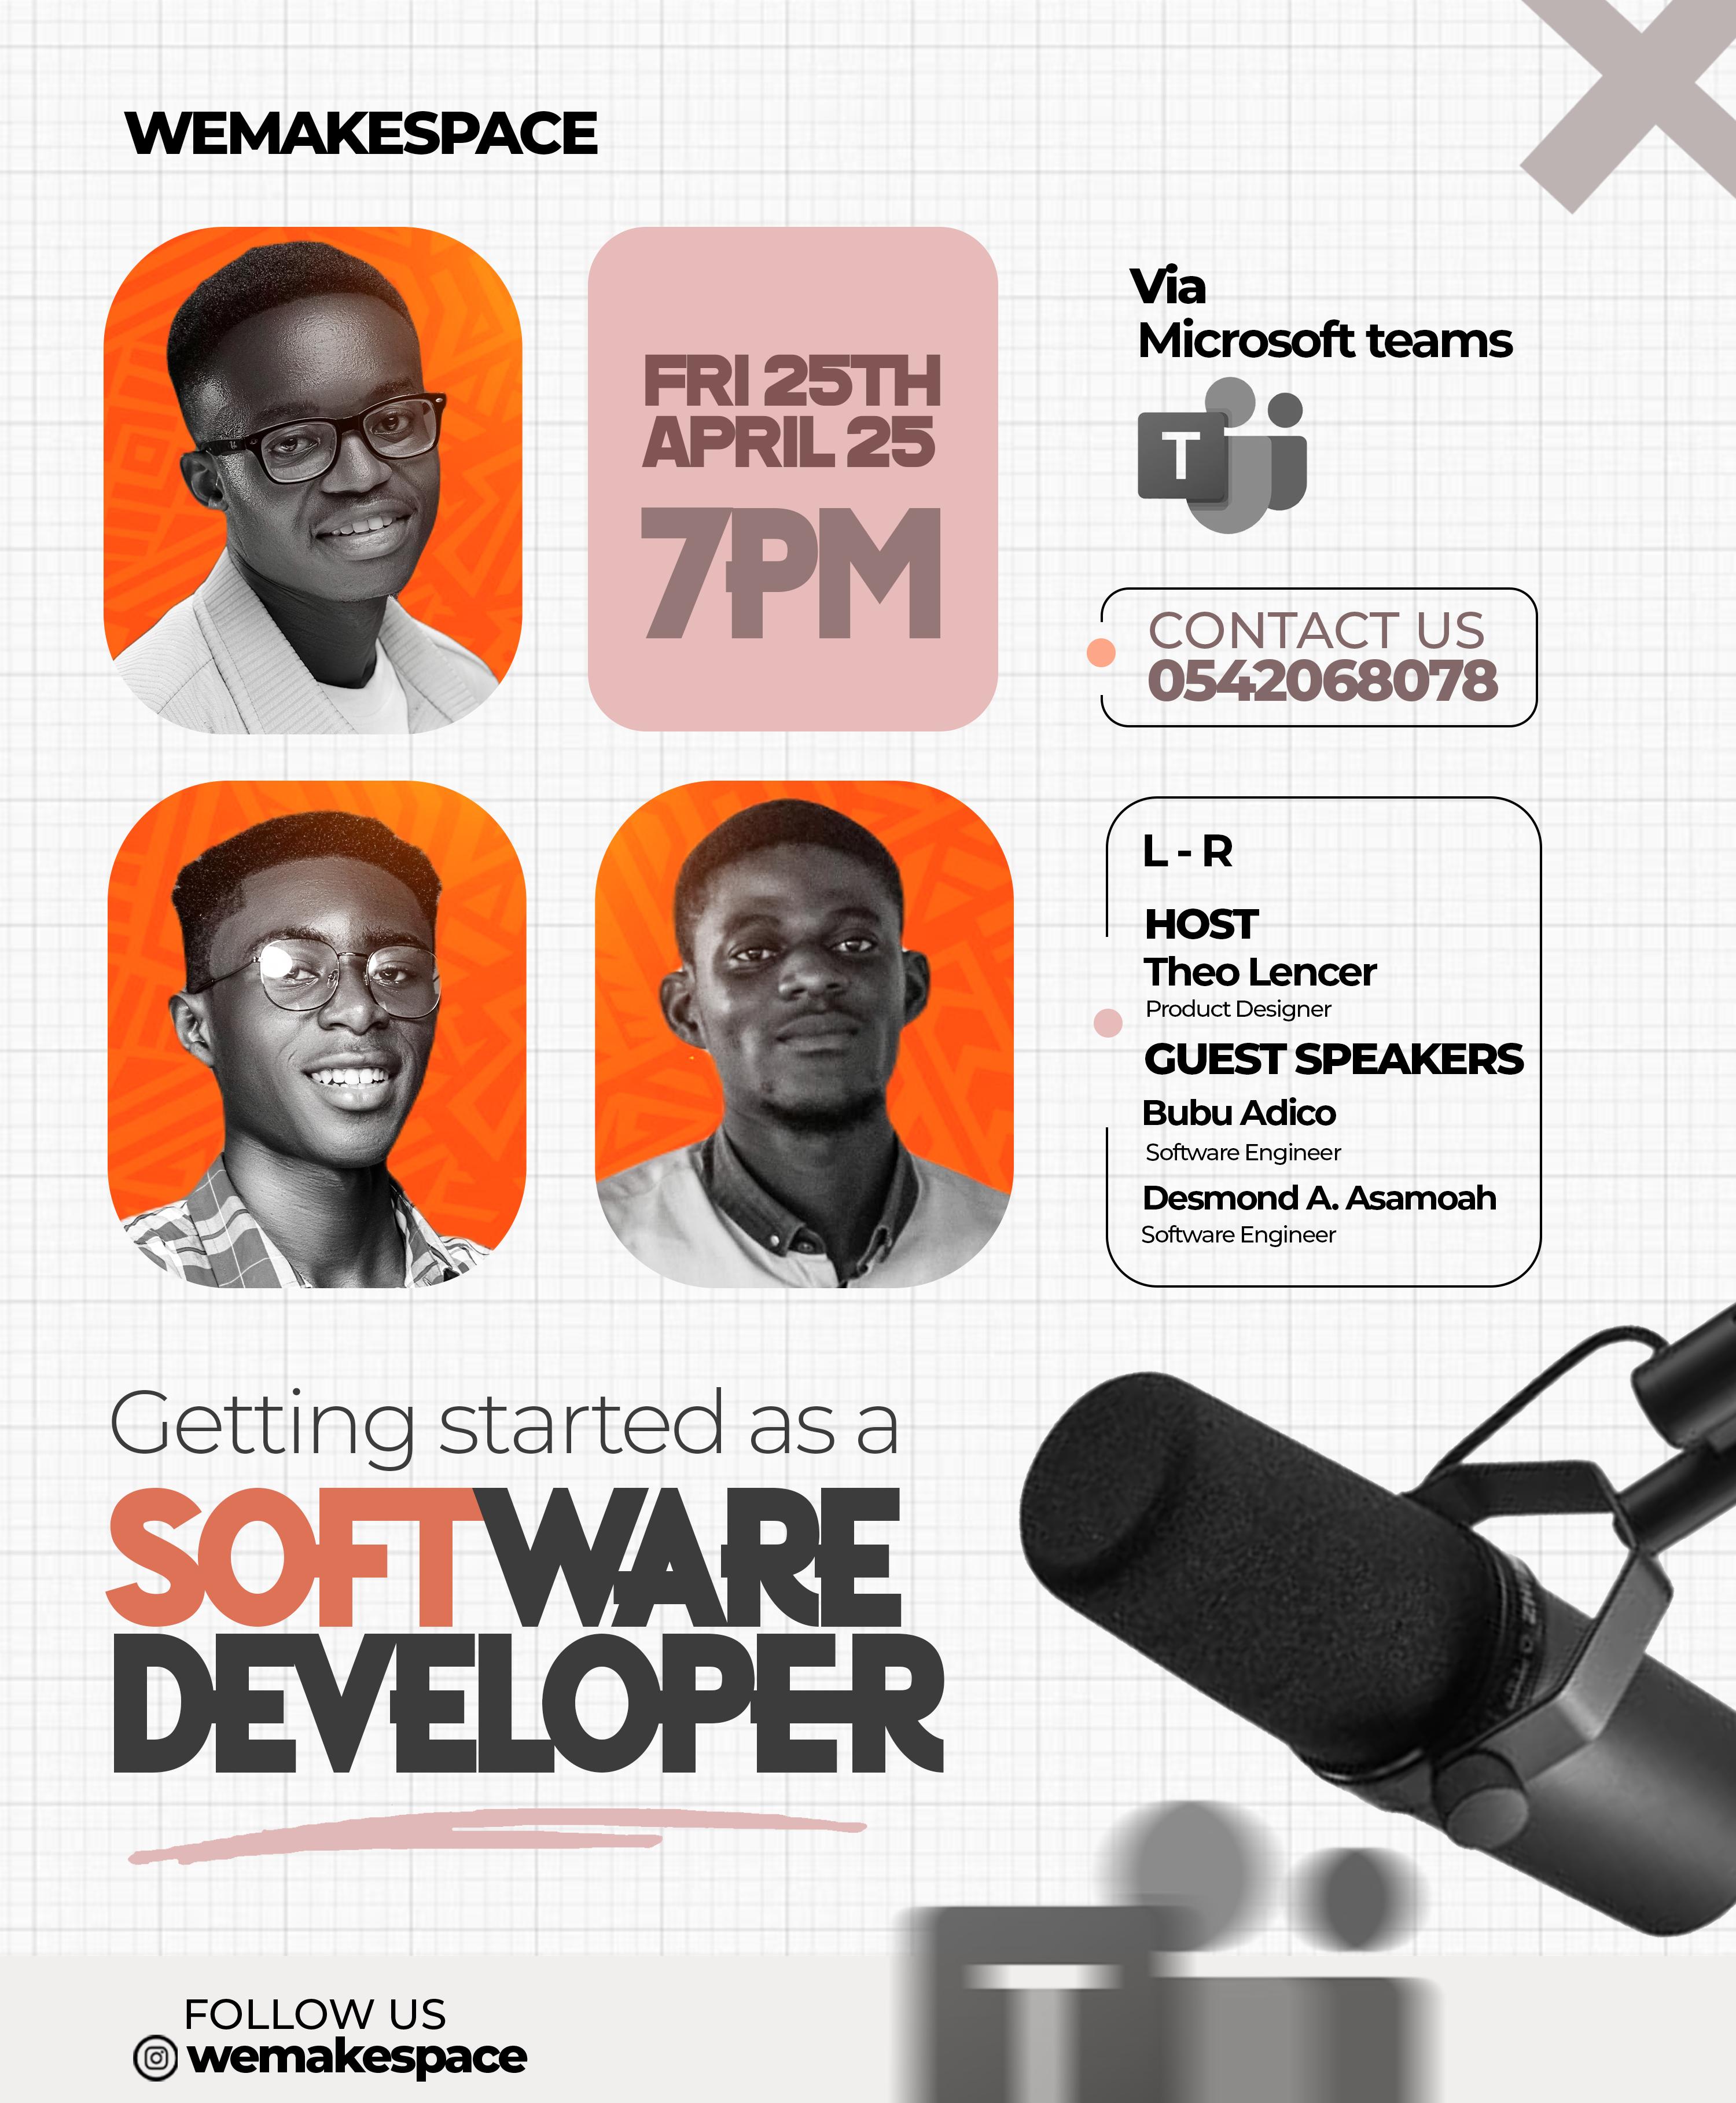 WEMAKESPACE
FRI 25TH
APRIL 25
7PM
Via
Microsoft teams
T
CONTACT US
0542068078
L - R
HOST
Theo Lencer
Product Designer
GUEST SPEAKERS
Bubu Adico
Software Engineer
Desmond A. Asamoah
Software Engineer
Getting started as a
SOFTWARE
DEVELOPER
T
FOLLOW US
wemakespace